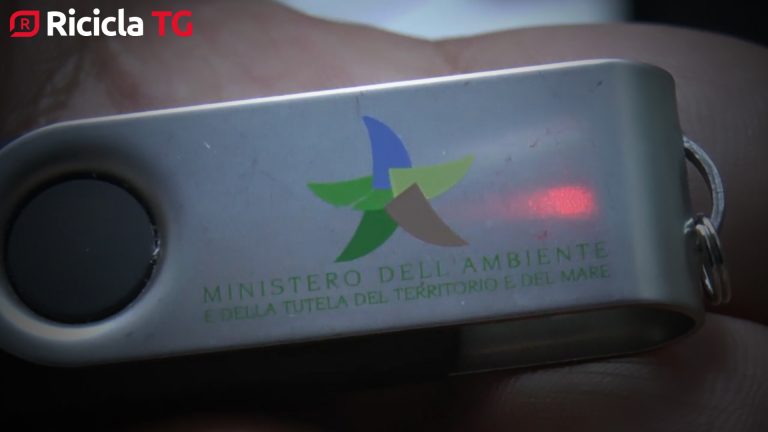 R Ricicla TG
MINISTERO DELL'AMBIENTE
E DELLA TUTELA DEL TERRITORIO E DEL MARE